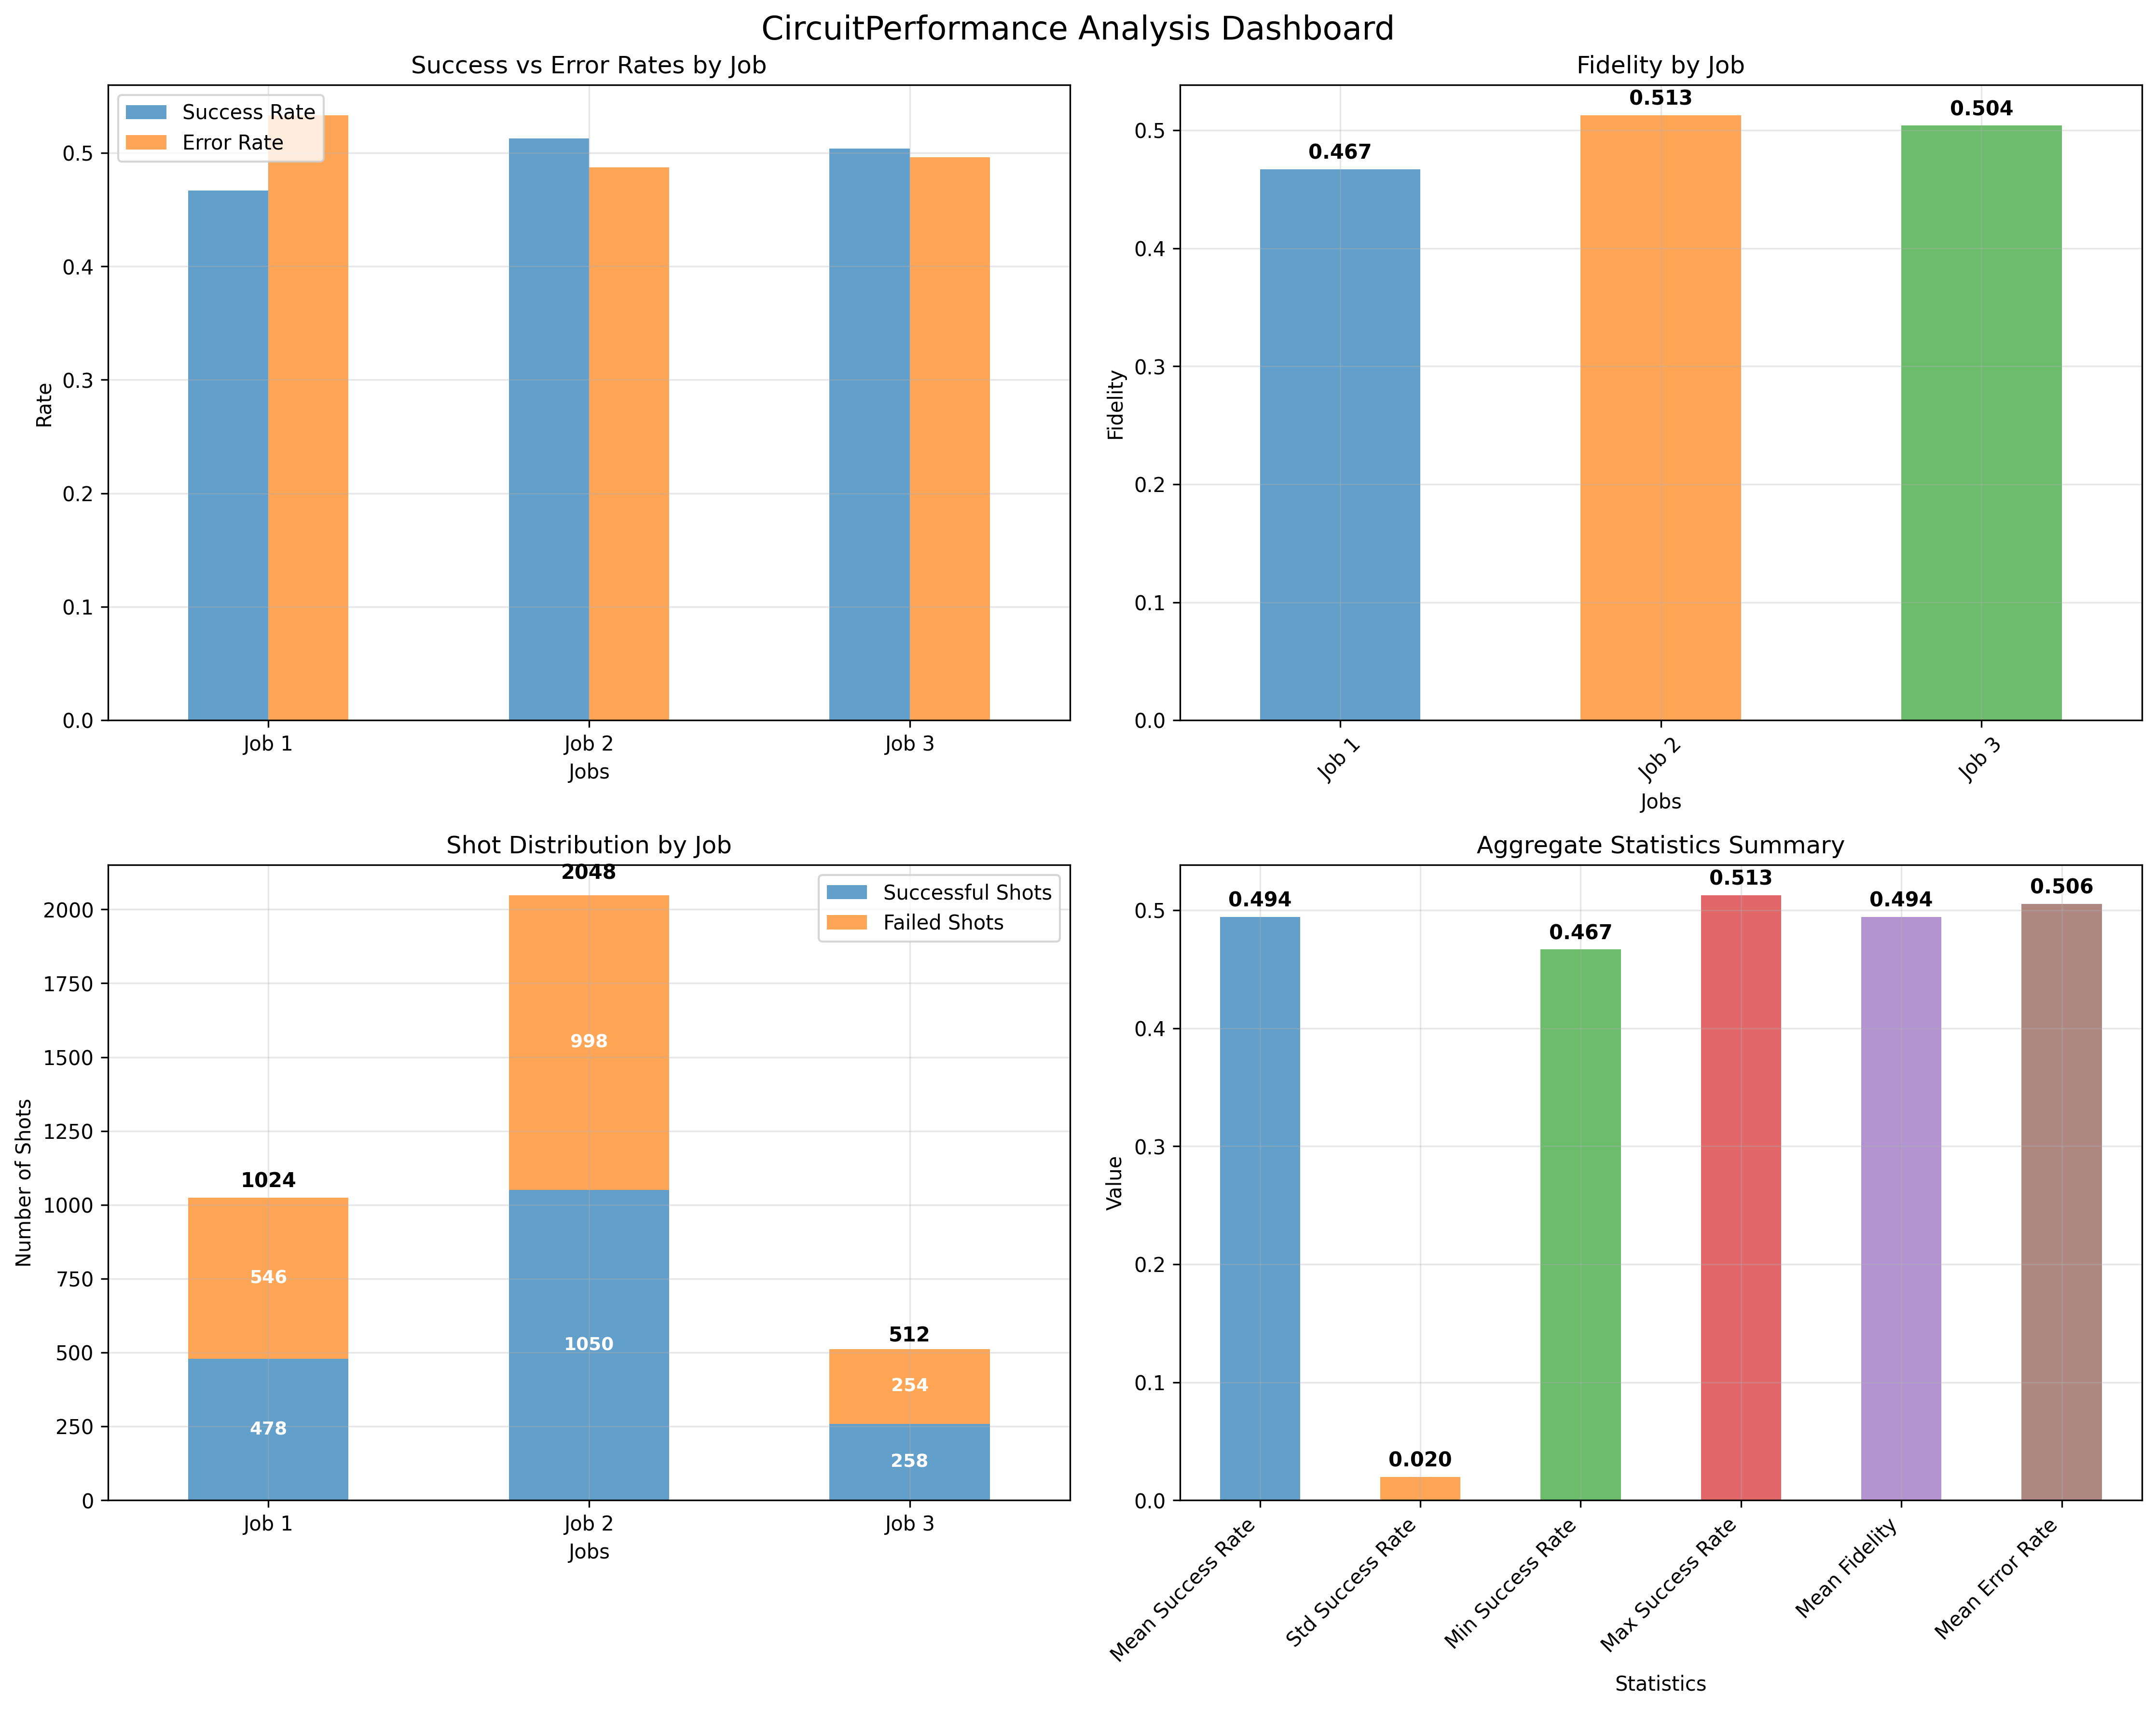 CircuitPerformance Analysis Dashboard
Success vs Error Rates by Job
Success Rate
Error Rate
Rate
0.5
0.4
0.3
0.2
0.1
0.0
Job 1
Job 2
Job 3
Jobs
Fidelity by Job
0.467
0.513
0.504
Fidelity
0.5
0.4
0.3
0.2
0.1
0.0
Job 1
Job 2
Job 3
Jobs
Shot Distribution by Job
Successful Shots
Failed Shots
Number of Shots
2000
1750
1500
1250
1000
750
500
250
0
1024
546
478
2048
998
1050
512
254
258
Job 1
Job 2
Job 3
Jobs
Aggregate Statistics Summary
Value
0.5
0.4
0.3
0.2
0.1
0.0
0.494
0.020
0.467
0.513
0.494
0.506
Mean Success Rate
Std Success Rate
Min Success Rate
Max Success Rate
Mean Fidelity
Mean Error Rate
Statistics